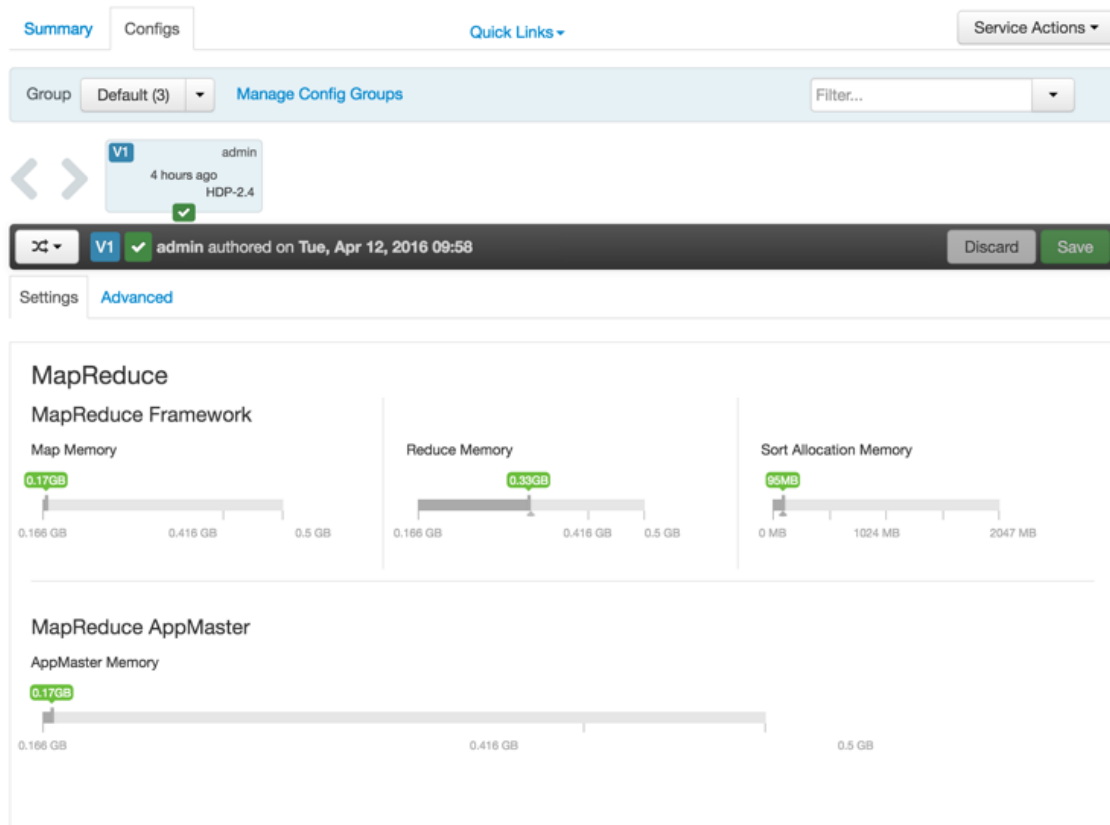 Summary Configs Quick Links Service Actions
Group Default (3) Manage Config Groups Filter...
V1 admin
4 hours ago
HDP-2.4
V1 admin authored on Tue, Apr 12, 2016 09:58 Discard Save
Settings Advanced
MapReduce
MapReduce Framework
Map Memory Reduce Memory Sort Allocation Memory
0.17GB 0.33GB 95MB
0.166 GB 0.416 GB 0.5 GB 0.166 GB 0.416 GB 0.5 GB 0 MB 1024 MB 2047 MB
MapReduce AppMaster
AppMaster Memory
0.17GB
0.166 GB 0.416 GB 0.5 GB